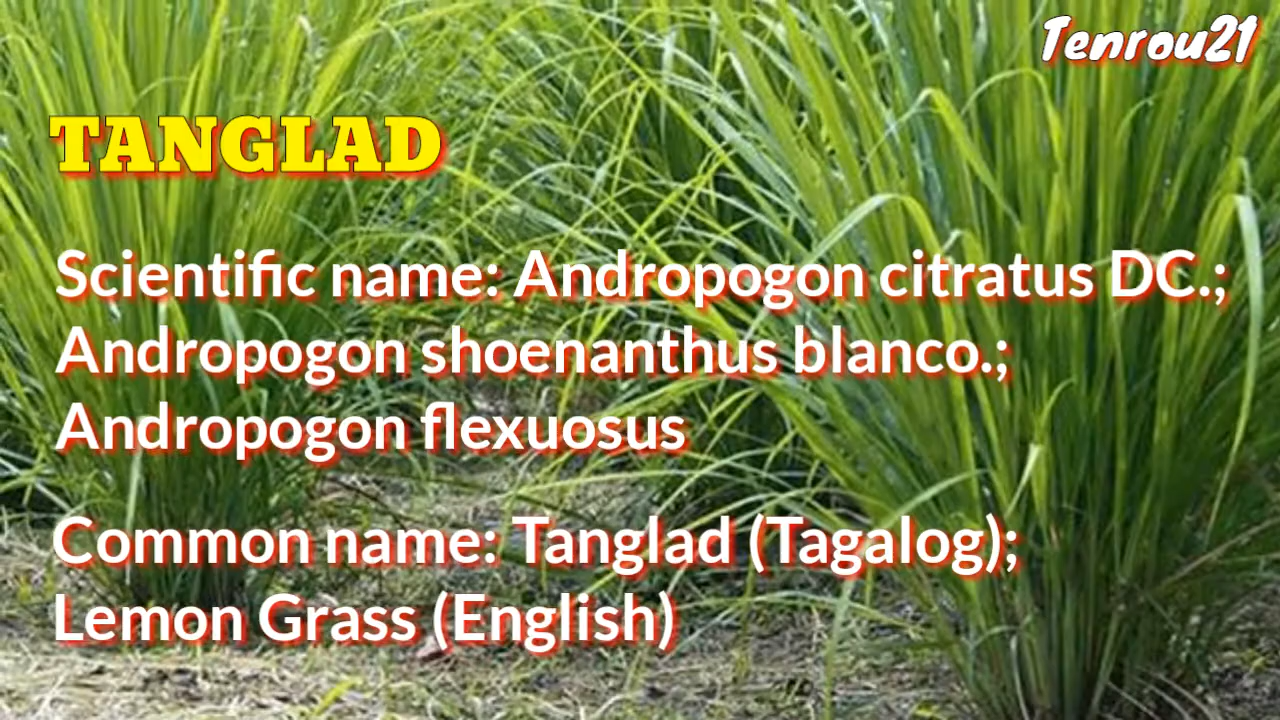 Tenrou21
TANGLAD
Scientific name: Andropogon citratus DC.;
Andropogon shoenanthus blanco.;
Andropogon flexuosus
Common name: Tanglad (Tagalog);
Lemon Grass (English)